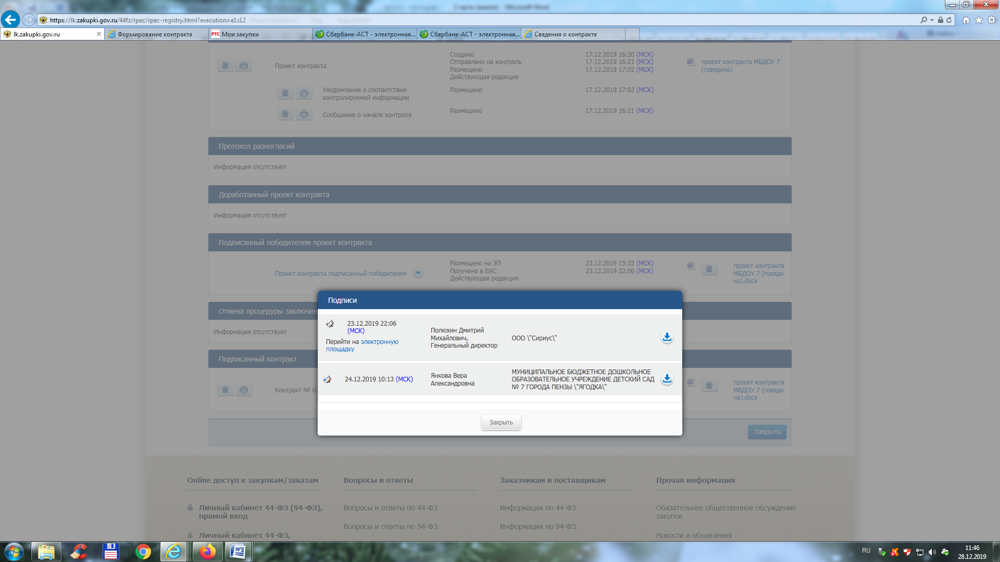 2 часть (книга) - Microsoft Word
https://lk.zakupki.gov.ru/44fz/rpec/rpec-registry.html?execution=e1s12
lk.zakupki.gov.ru
Формирование контракта
РТС Мои закупки
Сбербанк-АСТ - электронная...
Сбербанк-АСТ - электронная...
Сведения о контракте
Проект контракта
Создано 17.12.2019 16:20 (МСК)
Отправлено на контроль 17.12.2019 16:21 (МСК)
Размещено 17.12.2019 17:02 (МСК)
Действующая редакция
проект контракта МБДОУ 7
(говядина)
Уведомление о соответствии
контролируемой информации
Размещено 17.12.2019 17:02 (МСК)
Сообщение о начале контроля
Размещено 17.12.2019 16:21 (МСК)
Протокол разногласий
Информация отсутствует
Доработанный проект контракта
Информация отсутствует
Подписанный победителем проект контракта
Проект контракта подписанный победителем
Размещено на ЭП 23.12.2019 15:32 (МСК)
Получено в ЕИС 23.12.2019 22:06 (МСК)
Действующая редакция
проект контракта
МБДОУ 7 (говяди
на).docx
Отмена процедуры заключен
Информация отсутствует
Подписанный контракт
Контракт № 67
проект контракта
МБДОУ 7 (говяди
на).docx
Закрыть
Подписи
23.12.2019 22:06
(МСК)
Перейти на электронную
площадку
Полюхин Дмитрий
Михайлович,
Генеральный директор
ООО \"Сириус\"
24.12.2019 10:13 (МСК)
Янкова Вера
Александровна
МУНИЦИПАЛЬНОЕ БЮДЖЕТНОЕ ДОШКОЛЬНОЕ
ОБРАЗОВАТЕЛЬНОЕ УЧРЕЖДЕНИЕ ДЕТСКИЙ САД
№ 7 ГОРОДА ПЕНЗЫ \"ЯГОДКА\"
Закрыть
Online доступ к закупкам/заказам
Личный кабинет 44-ФЗ (94-ФЗ),
прямой вход
Личный кабинет 44-ФЗ,
Вопросы и ответы
Вопросы и ответы по 44-ФЗ
Вопросы и ответы по 94-ФЗ
Заказчикам и поставщикам
Информация по 44-ФЗ
Информация по 94-ФЗ
Прочая информация
Обязательное общественное обсуждение
закупок
Новости и объявления
RU
11:46
28.12.2019